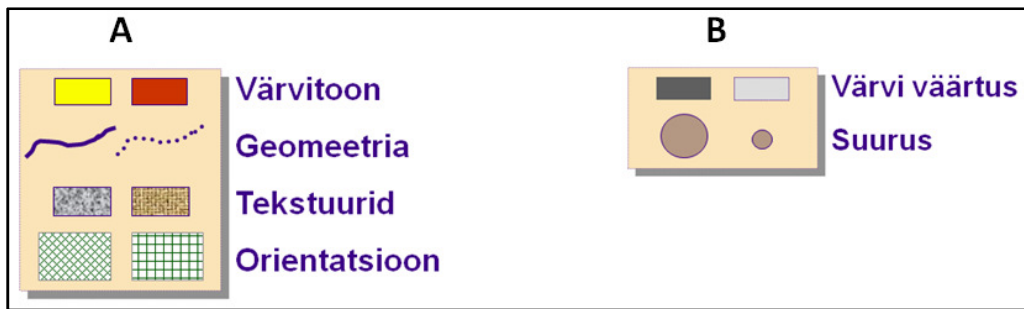 A
Värvitoon
Geomeetria
Tekstuurid
Orientatsioon
B
Värvi väärtus
Suurus